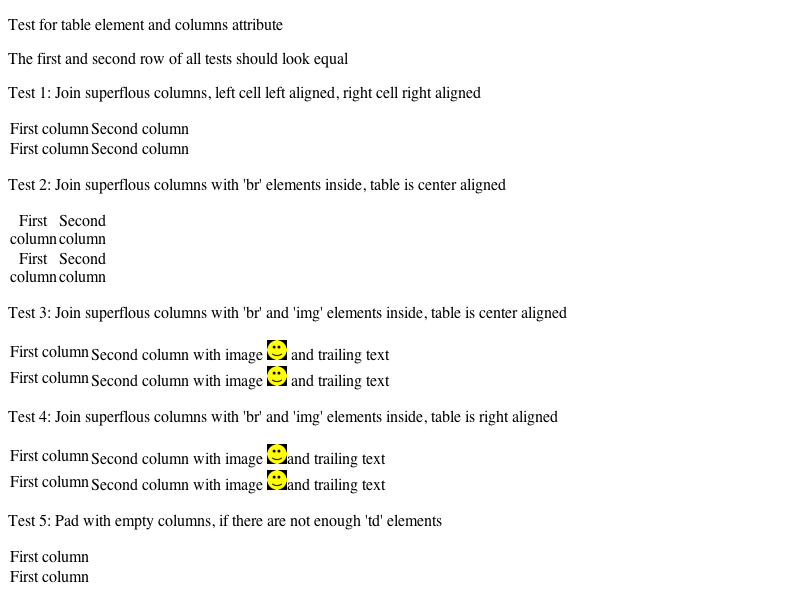 Test for table element and columns attribute
The first and second row of all tests should look equal
Test 1: Join superflous columns, left cell left aligned, right cell right aligned
First column Second column
First column Second column
Test 2: Join superflous columns with 'br' elements inside, table is center aligned
First Second
column column
First Second
column column
Test 3: Join superflous columns with 'br' and 'img' elements inside, table is center aligned
First column Second column with image and trailing text
First column Second column with image and trailing text
Test 4: Join superflous columns with 'br' and 'img' elements inside, table is right aligned
First column Second column with image and trailing text
First column Second column with image and trailing text
Test 5: Pad with empty columns, if there are not enough 'td' elements
First column
First column